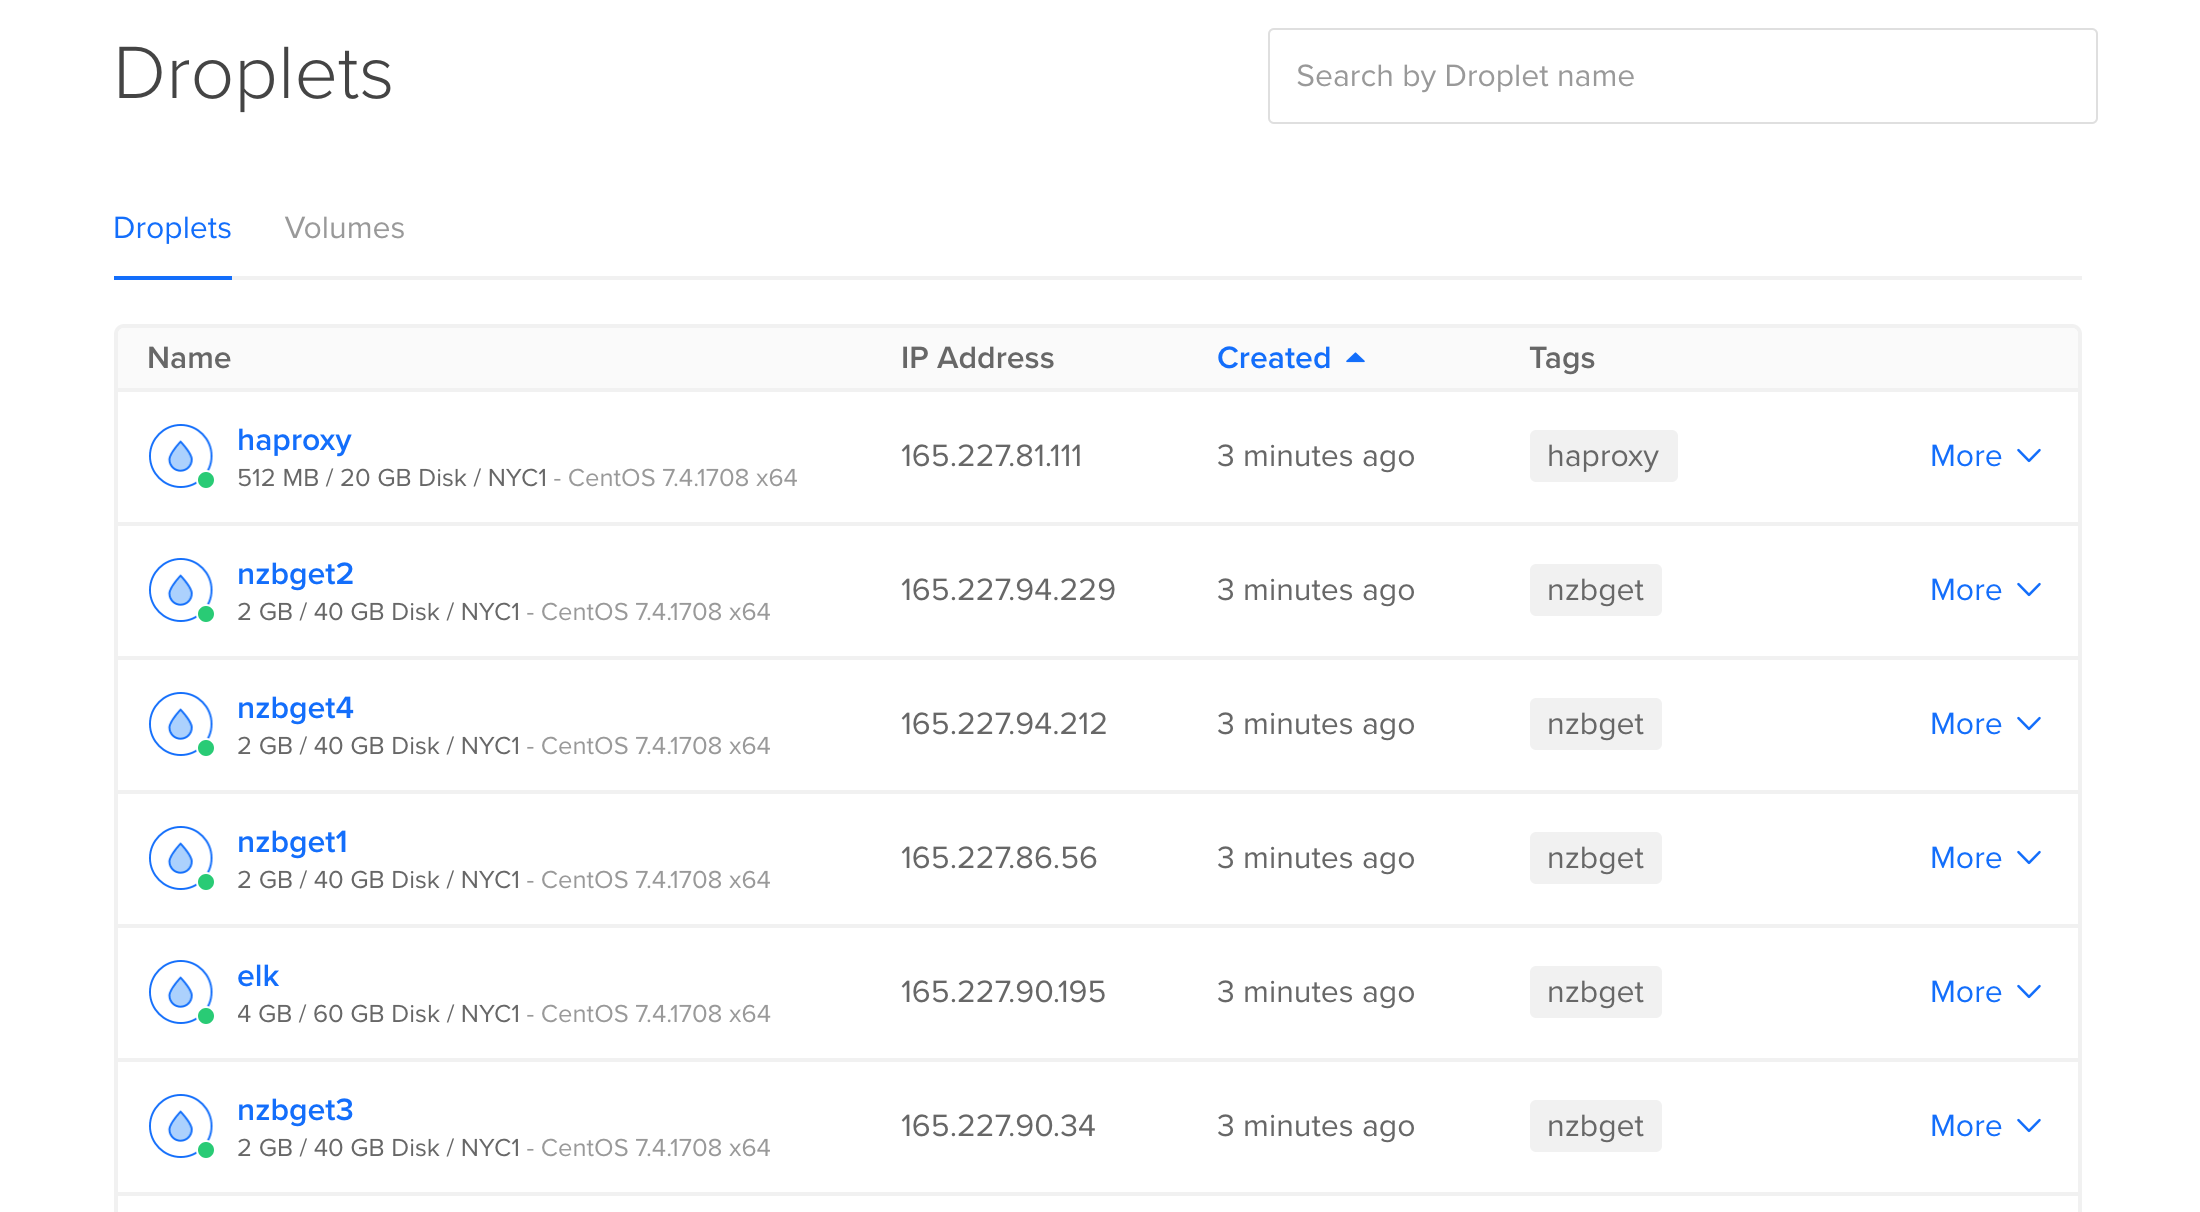 Droplets
Search by Droplet name
Droplets Volumes
Name IP Address Created Tags
haproxy
512 MB / 20 GB Disk / NYC1 - CentOS 7.4.1708 x64
165.227.81.111 3 minutes ago haproxy More
nzbget2
2 GB / 40 GB Disk / NYC1 - CentOS 7.4.1708 x64
165.227.94.229 3 minutes ago nzbget More
nzbget4
2 GB / 40 GB Disk / NYC1 - CentOS 7.4.1708 x64
165.227.94.212 3 minutes ago nzbget More
nzbget1
2 GB / 40 GB Disk / NYC1 - CentOS 7.4.1708 x64
165.227.86.56 3 minutes ago nzbget More
elk
4 GB / 60 GB Disk / NYC1 - CentOS 7.4.1708 x64
165.227.90.195 3 minutes ago nzbget More
nzbget3
2 GB / 40 GB Disk / NYC1 - CentOS 7.4.1708 x64
165.227.90.34 3 minutes ago nzbget More